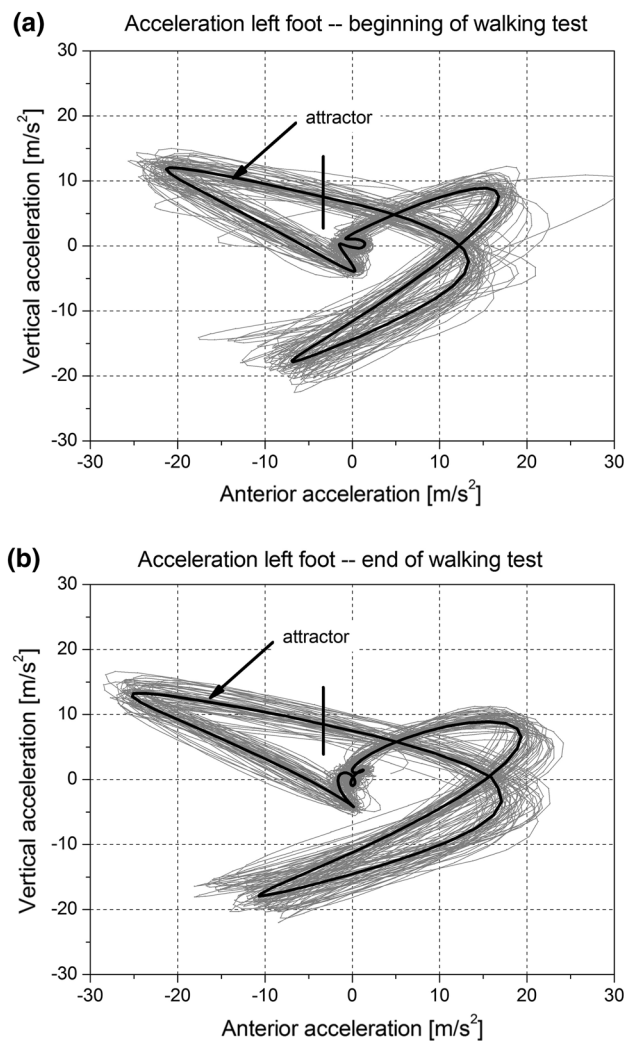 (a) Acceleration left foot -- beginning of walking test
30
20
10
0
-10
-20
-30
Vertical acceleration [m/s²]
attractor
-30 -20 -10 0 10 20 30
Anterior acceleration [m/s²]
(b) Acceleration left foot -- end of walking test
30
20
10
0
-10
-20
-30
Vertical acceleration [m/s²]
attractor
-30 -20 -10 0 10 20 30
Anterior acceleration [m/s²]